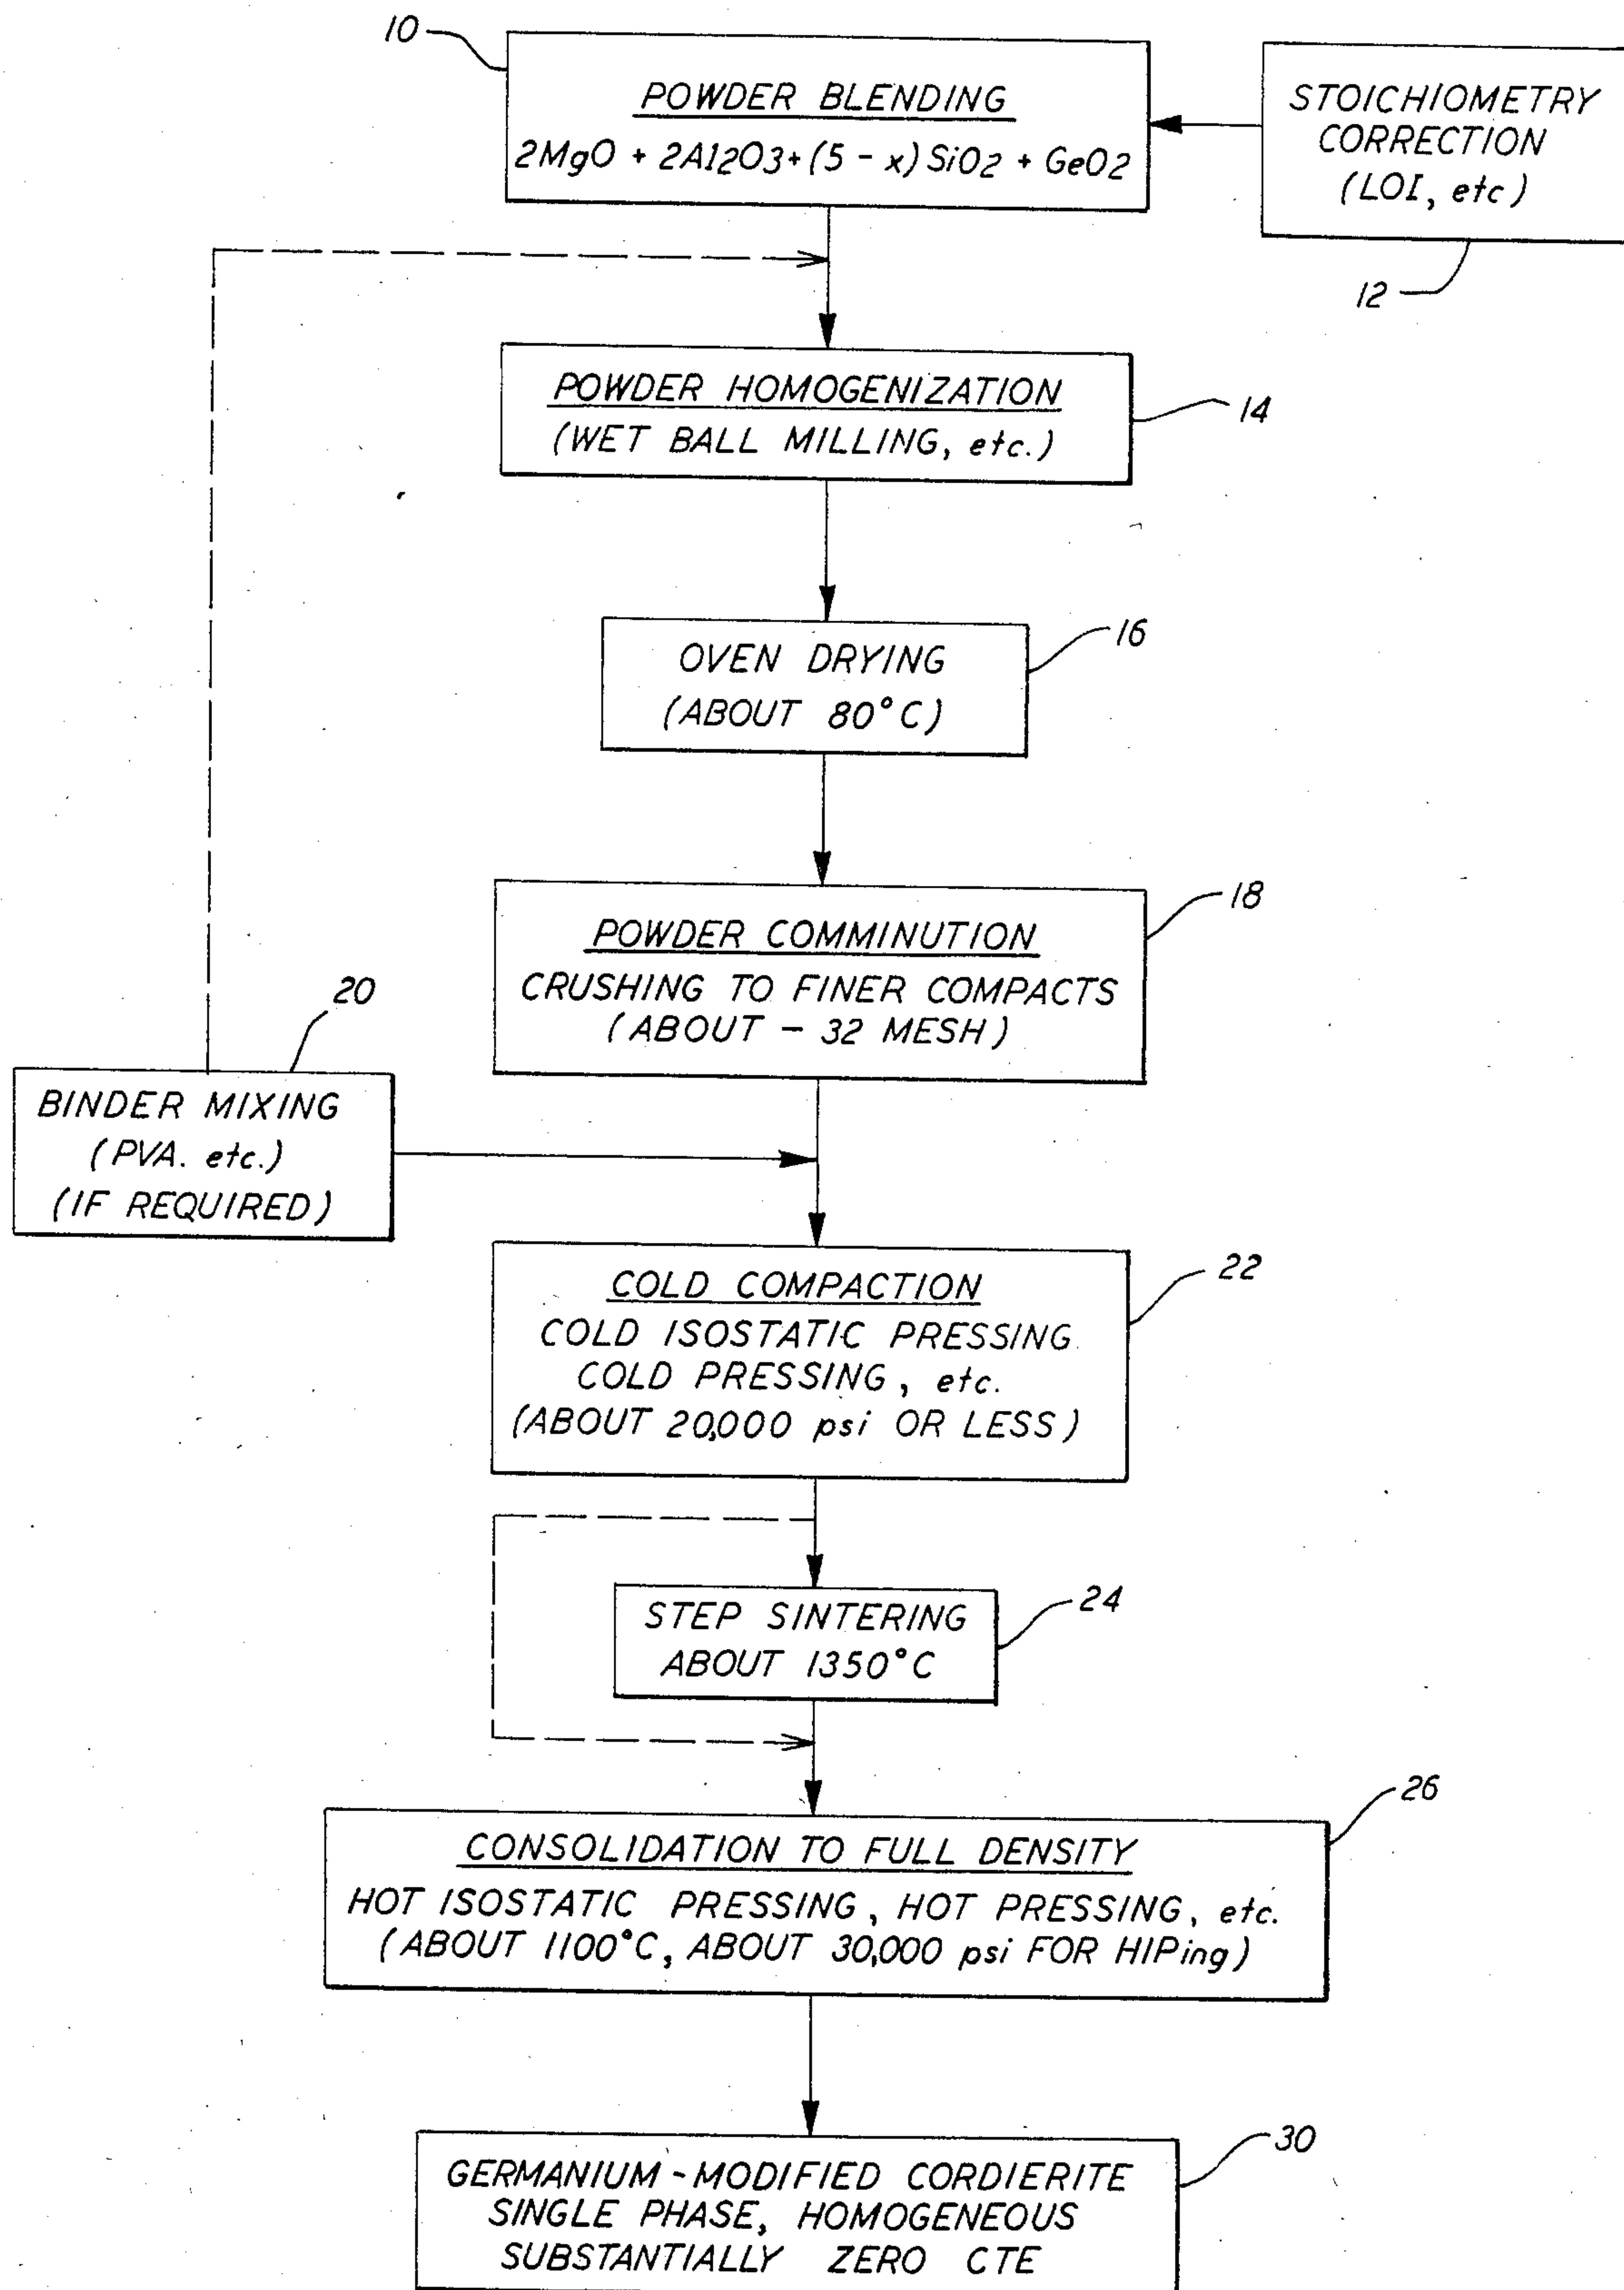 10
POWDER BLENDING
2MgO + 2Al2O3+(5 - x) SiO2 + GeO2
STOICHIOMETRY
CORRECTION
(LOI, etc)
12
POWDER HOMOGENIZATION
(WET BALL MILLING, etc.)
14
OVEN DRYING
(ABOUT 80°C)
16
POWDER COMMINUTION
CRUSHING TO FINER COMPACTS
(ABOUT - 32 MESH)
18
20
BINDER MIXING
(PVA. etc.)
(IF REQUIRED)
COLD COMPACTION
COLD ISOSTATIC PRESSING
COLD PRESSING, etc.
(ABOUT 20,000 psi OR LESS)
22
STEP SINTERING
ABOUT 1350°C
24
CONSOLIDATION TO FULL DENSITY
HOT ISOSTATIC PRESSING, HOT PRESSING, etc.
(ABOUT 1100°C, ABOUT 30,000 psi FOR HIPing)
26
GERMANIUM-MODIFIED CORDIERITE
SINGLE PHASE, HOMOGENEOUS
SUBSTANTIALLY ZERO CTE
30